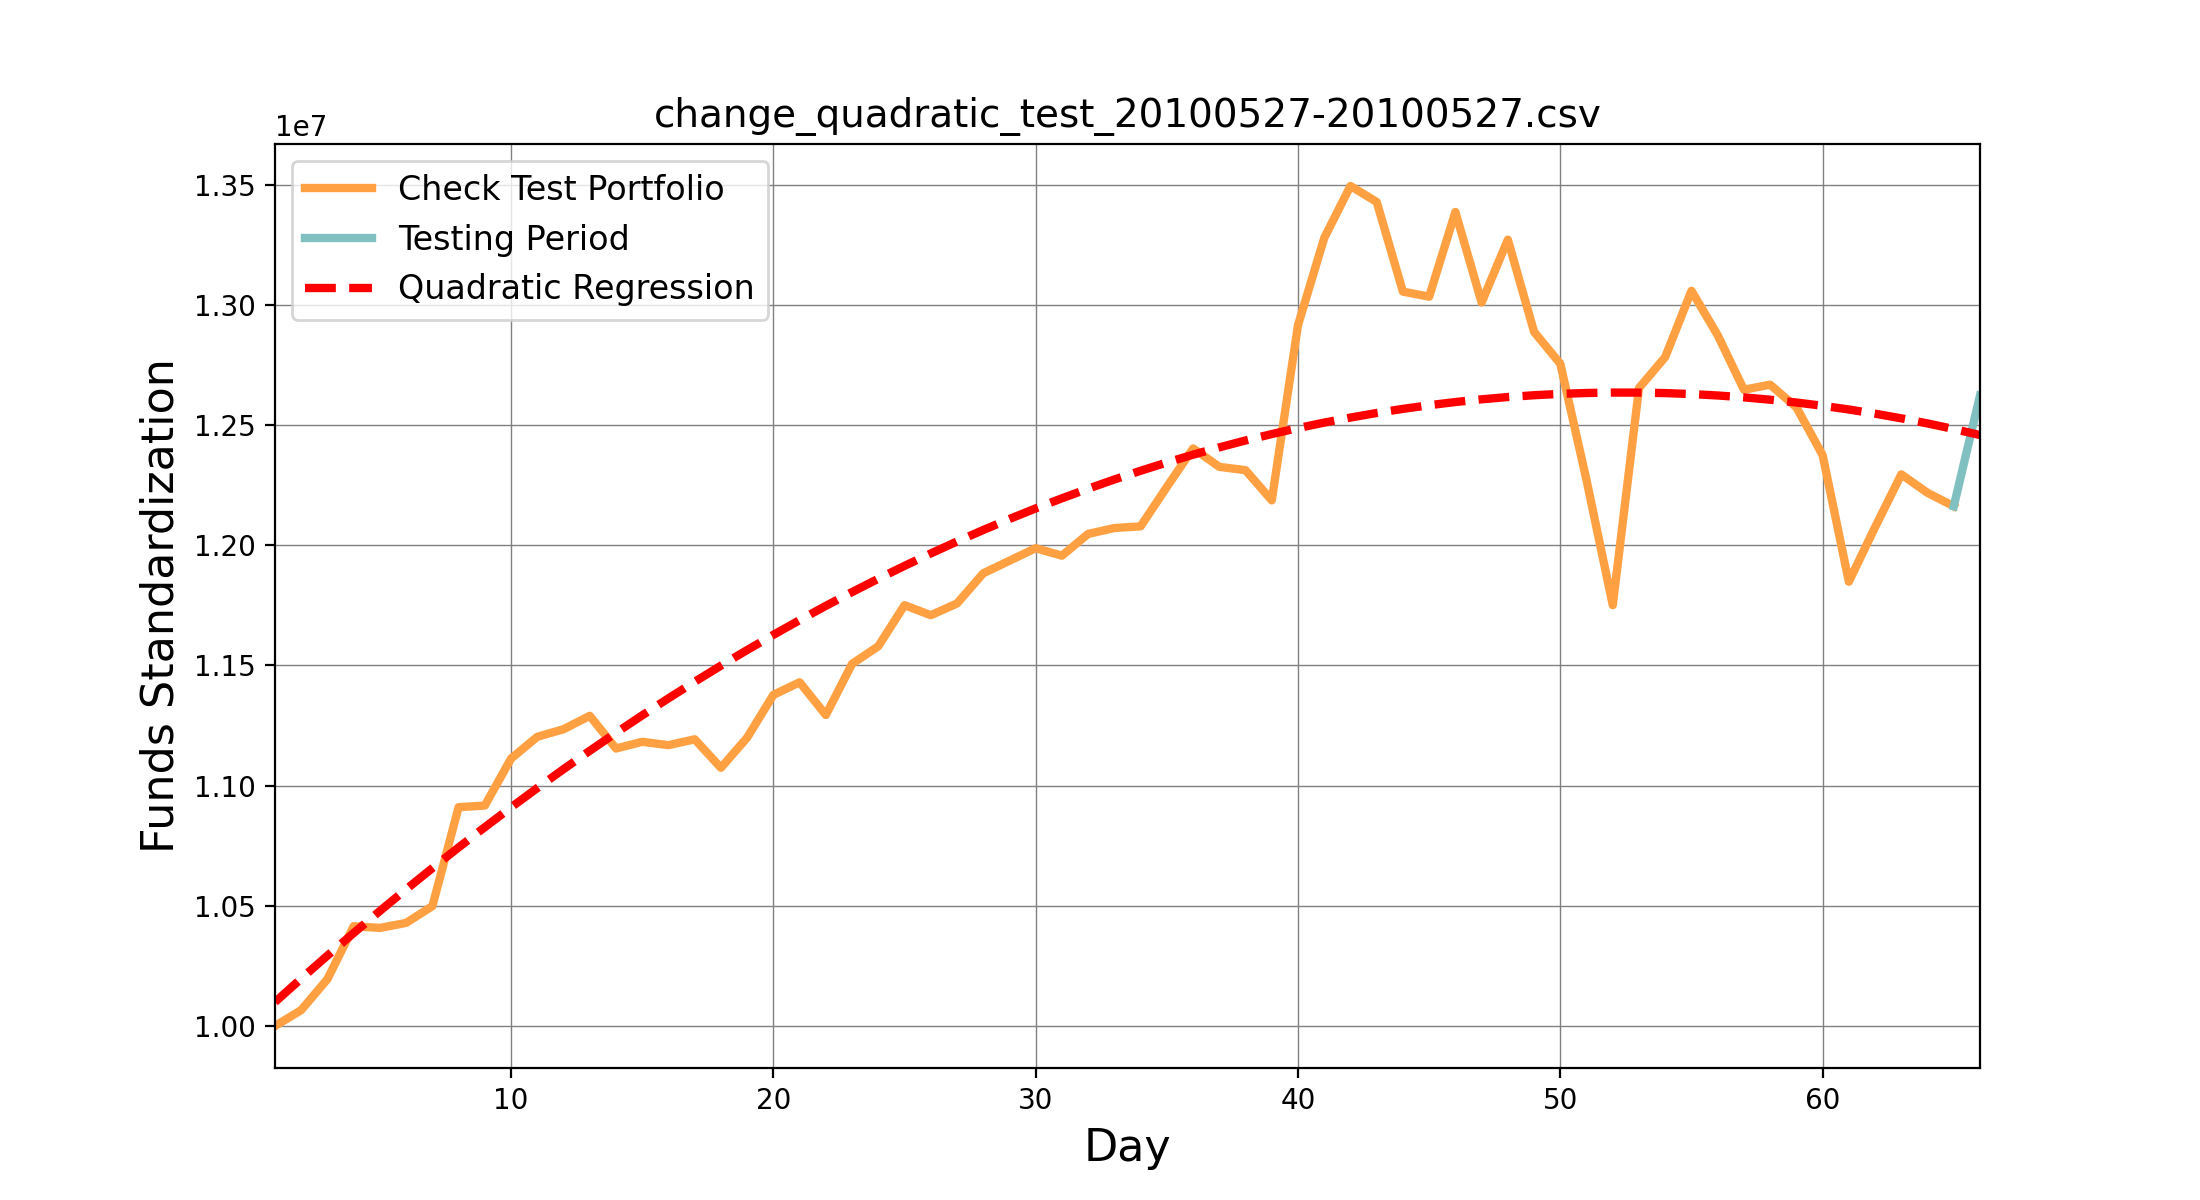 change_quadratic_test_20100527-20100527.csv
1e7
Check Test Portfolio
Testing Period
Quadratic Regression
1.35
1.30
1.25
1.20
1.15
1.10
1.05
1.00
Funds Standardization
10 20 30 40 50 60
Day